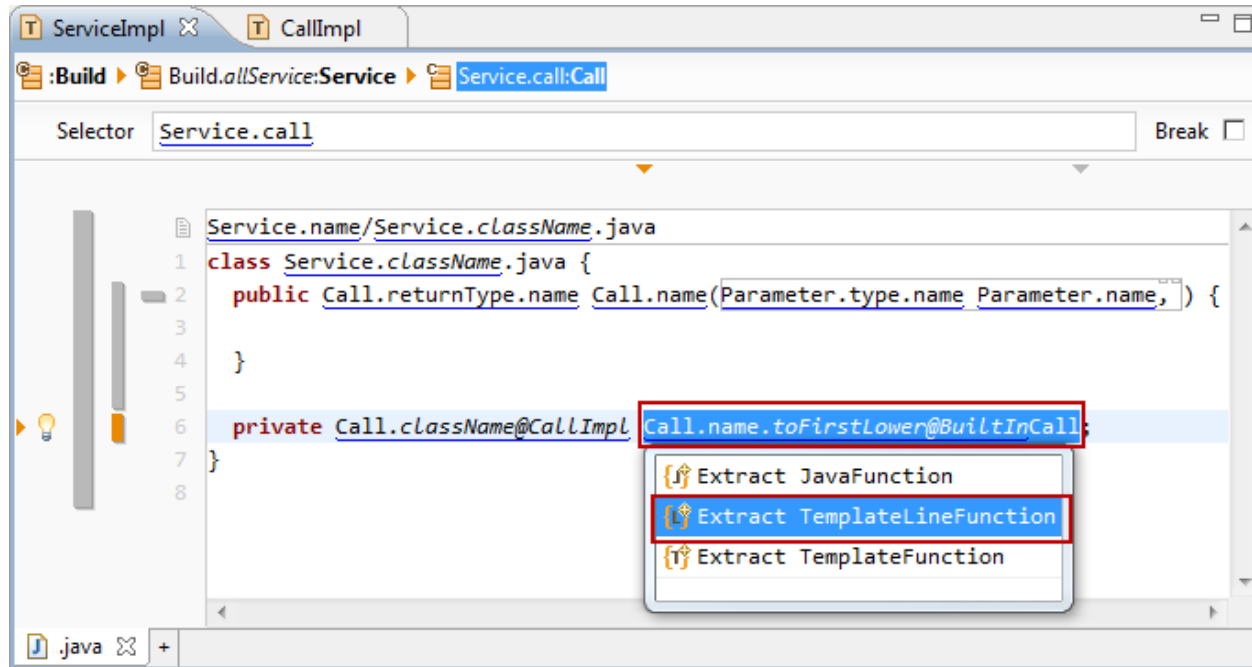 ServiceImpl CallImpl
:Build Build.allService:Service Service.call:Call
Selector Service.call Break
Service.name/Service.className.java
1 class Service.className.java {
2 public Call.returnType.name Call.name(Parameter.type.name Parameter.name, ) {
3
4 }
5
6 private Call.className@CallImpl Call.name.toFirstLower@BuiltInCall;
7 }
8
Extract JavaFunction
Extract TemplateLineFunction
Extract TemplateFunction
.java +